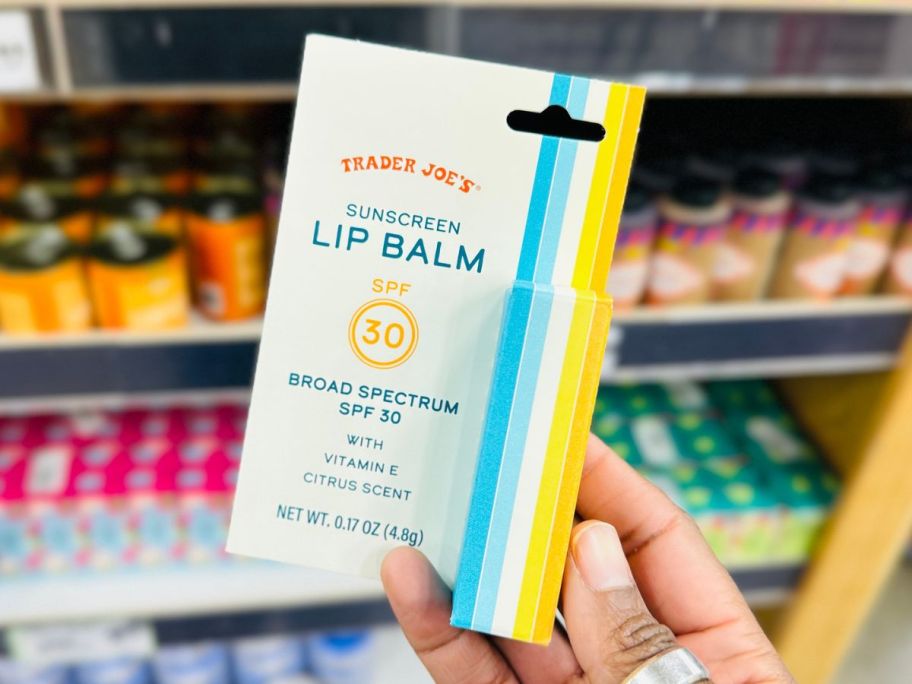 TRADER JOE'S®
SUNSCREEN
LIP BALM
SPF
30
BROAD SPECTRUM
SPF 30
WITH
VITAMIN E
CITRUS SCENT
NET WT. 0.17 OZ (4.8g)